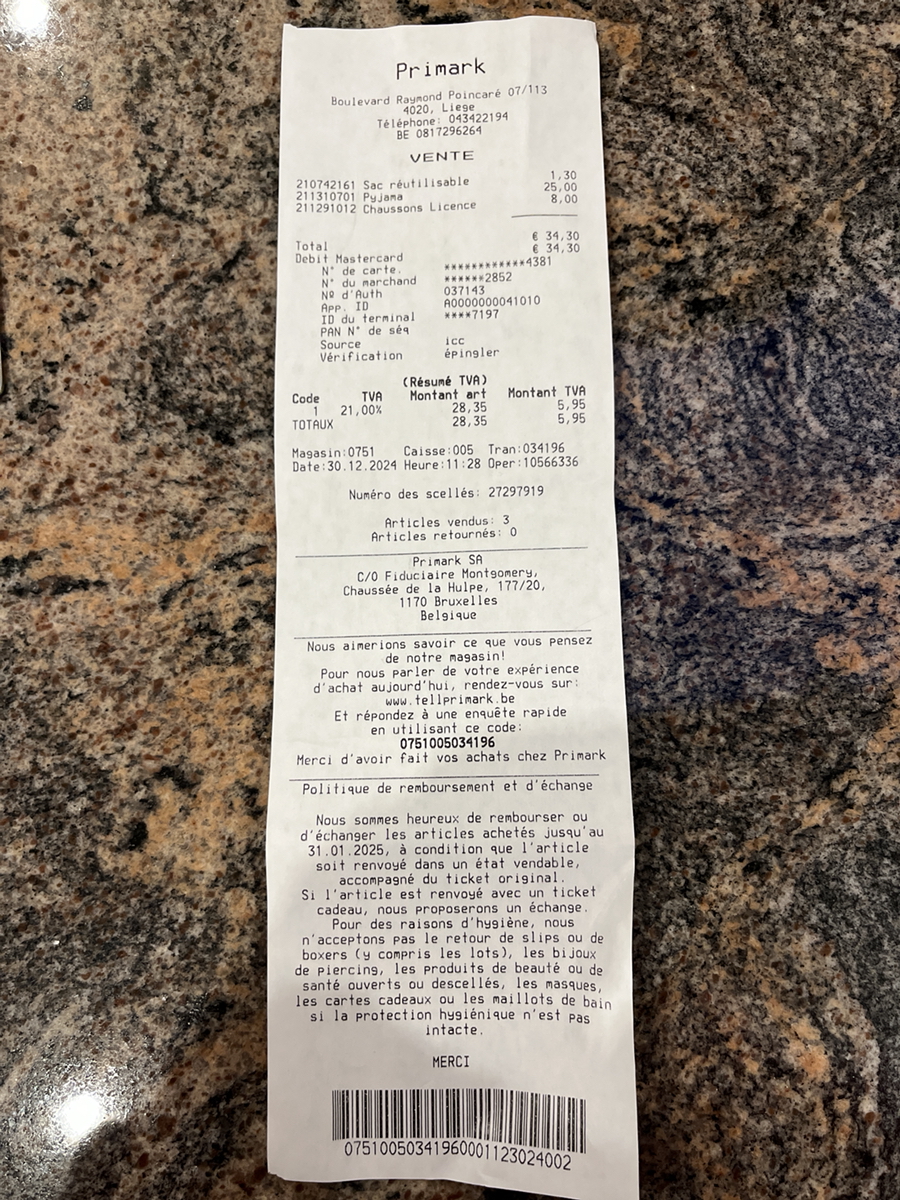 Primark
Boulevard Raymond Poincaré 07/113
4020, Liege
Téléphone: 043422194
BE 0817296264
VENTE
210742161 Sac réutilisable 1,30
211310701 Pyjama 25,00
211291012 Chaussons Licence 8,00
Total € 34,30
Debit Mastercard € 34,30
N° de carte. ************4381
N° du marchand ******2852
Nº d'Auth 037143
App. ID A0000000041010
ID du terminal ****7197
PAN N° de séq
Source icc
Vérification épingler
(Résumé TVA)
Code TVA Montant art Montant TVA
1 21,00% 28,35 5,95
TOTAUX 28,35 5,95
Magasin:0751 Caisse:005 Tran:034196
Date:30.12.2024 Heure:11:28 Oper:10566336
Numéro des scellés: 27297919
Articles vendus: 3
Articles retournés: 0
Primark SA
C/O Fiduciaire Montgomery,
Chaussée de la Hulpe, 177/20,
1170 Bruxelles
Belgique
Nous aimerions savoir ce que vous pensez
de notre magasin!
Pour nous parler de votre expérience
d'achat aujourd'hui, rendez-vous sur:
www.tellprimark.be
Et répondez à une enquête rapide
en utilisant ce code:
0751005034196
Merci d'avoir fait vos achats chez Primark
Politique de remboursement et d'échange
Nous sommes heureux de rembourser ou
d'échanger les articles achetés jusqu'au
31.01.2025, à condition que l'article
soit renvoyé dans un état vendable,
accompagné du ticket original.
Si l'article est renvoyé avec un ticket
cadeau, nous proposerons un échange.
Pour des raisons d'hygiène, nous
n'acceptons pas le retour de slips ou de
boxers (y compris les lots), les bijoux
de piercing, les produits de beauté ou de
santé ouverts ou descellés, les masques,
les cartes cadeaux ou les maillots de bain
si la protection hygiénique n'est pas
intacte.
MERCI
07510050341960001123024002